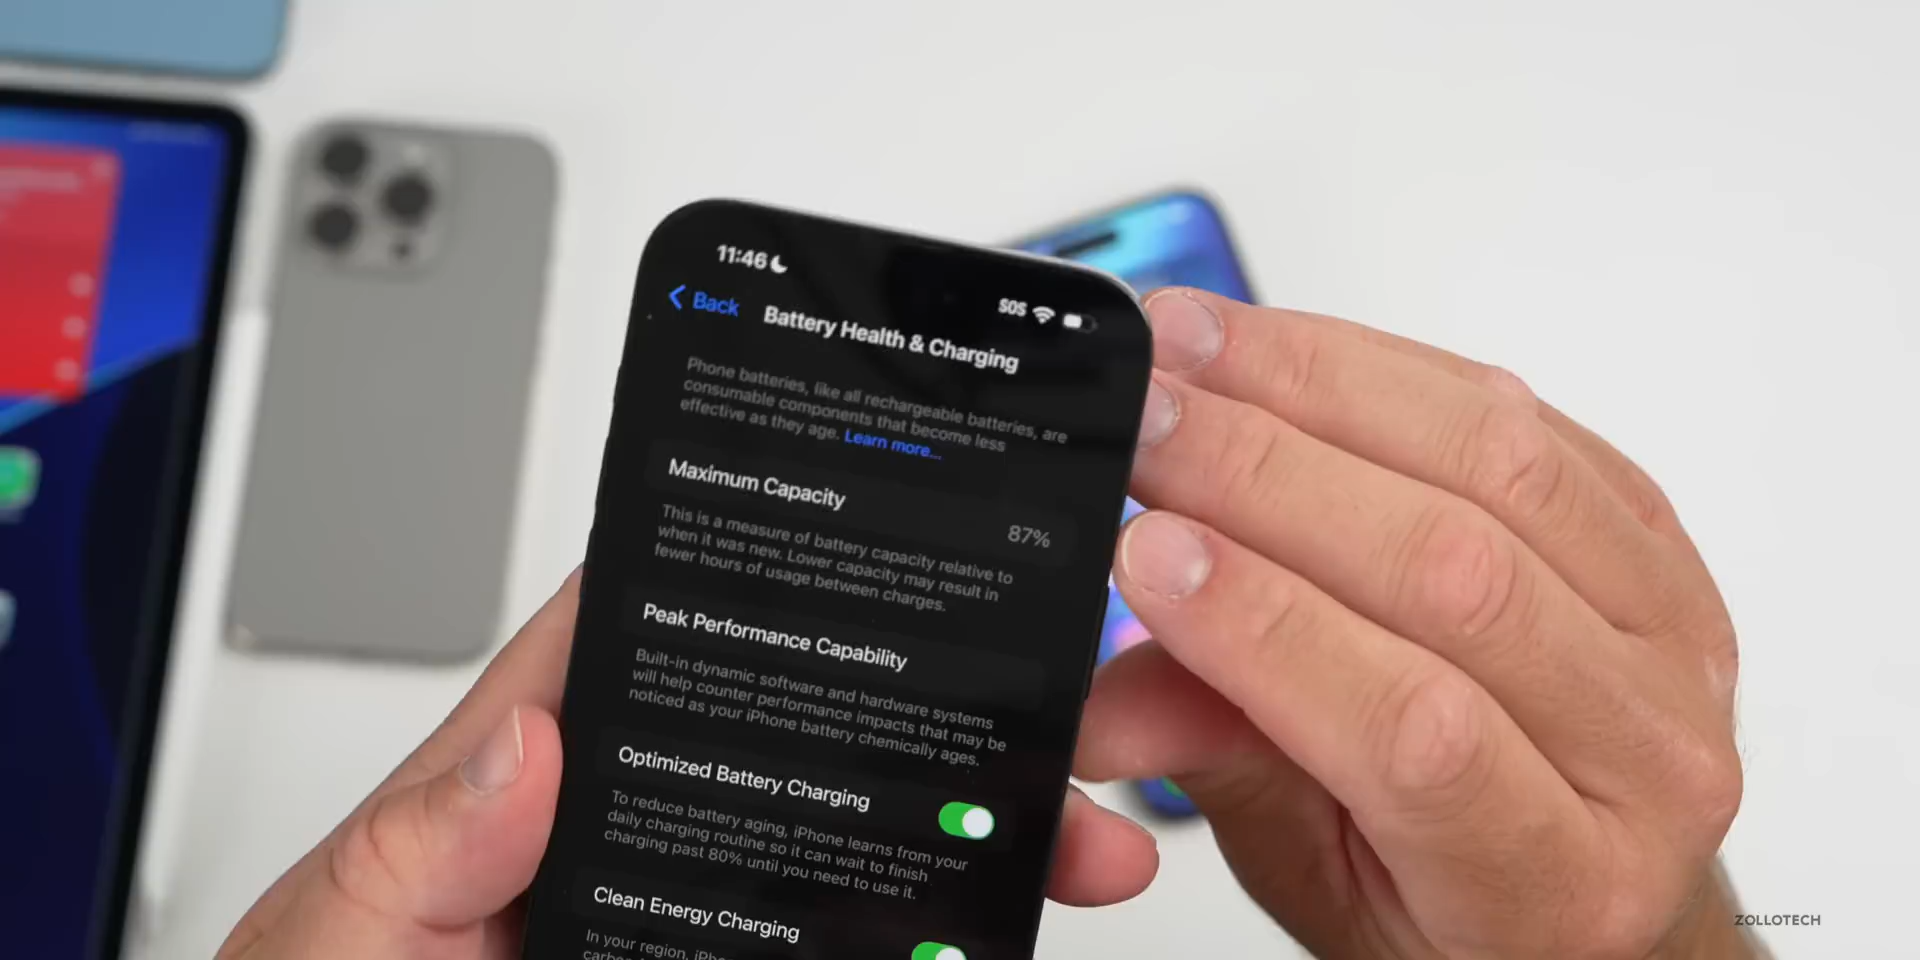 11:46
SOS
Back
Battery Health & Charging
Phone batteries, like all rechargeable batteries, are
consumable components that become less
effective as they age. Learn more...
Maximum Capacity
87%
This is a measure of battery capacity relative to
when it was new. Lower capacity may result in
fewer hours of usage between charges.
Peak Performance Capability
Built-in dynamic software and hardware systems
will help counter performance impacts that may be
noticed as your iPhone battery chemically ages.
Optimized Battery Charging
To reduce battery aging, iPhone learns from your
daily charging routine so it can wait to finish
charging past 80% until you need to use it.
Clean Energy Charging
In your region,
ZOLLOTECH